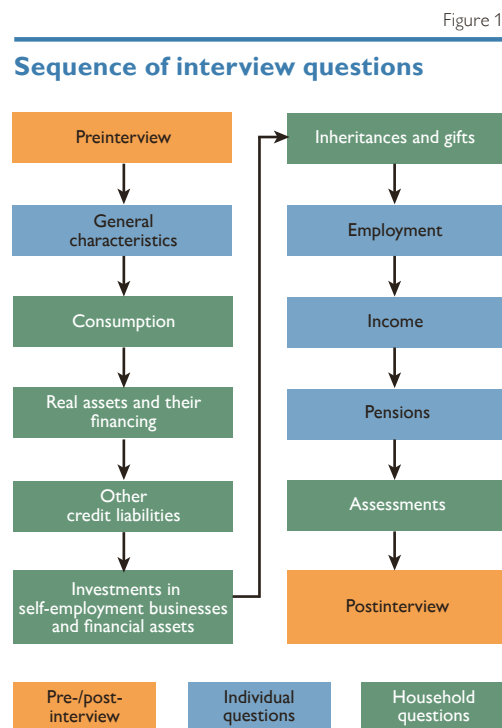 Figure 1
Sequence of interview questions
Preinterview
General
characteristics
Consumption
Real assets and their
financing
Other
credit liabilities
Investments in
self-employment businesses
and financial assets
Inheritances and gifts
Employment
Income
Pensions
Assessments
Postinterview
Pre-/post-
interview
Individual
questions
Household
questions